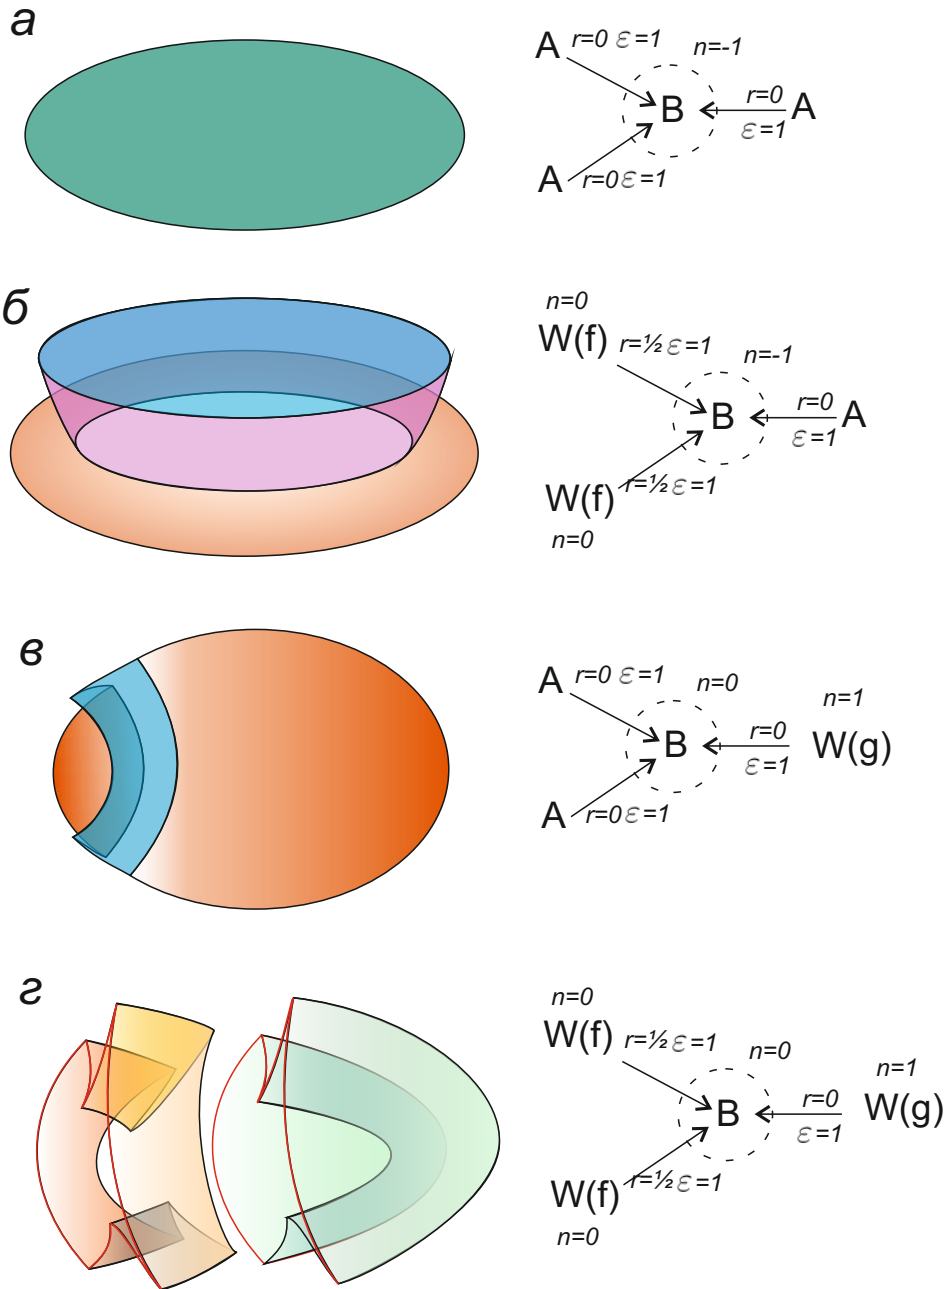 а
A r=0 ε=1 n=-1
B r=0 A
ε=1
A r=0 ε=1
б
n=0
W(f) r=½ ε=1 n=-1
B r=0 A
ε=1
W(f) r=½ ε=1
n=0
в
A r=0 ε=1 n=0
n=1
B r=0 W(g)
ε=1
A r=0 ε=1
г
n=0
W(f) r=½ ε=1 n=0
n=1
B r=0 W(g)
ε=1
W(f) r=½ ε=1
n=0